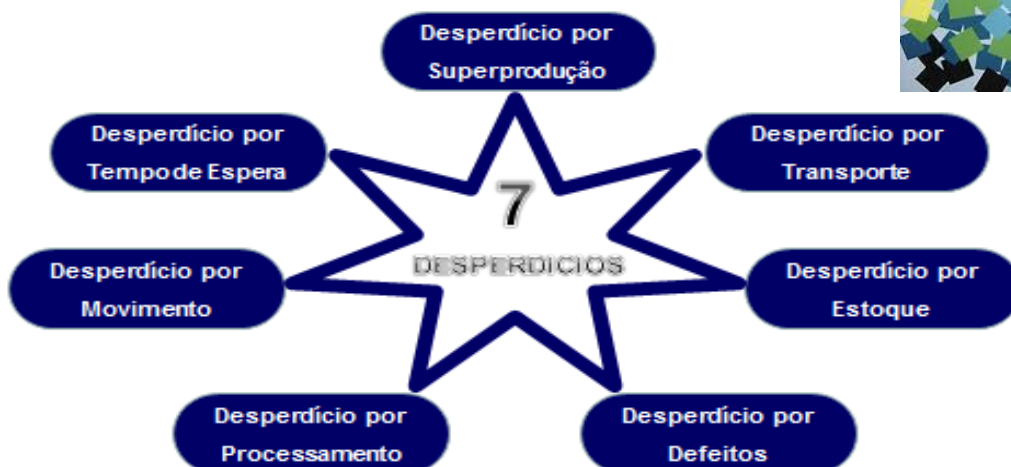 Desperdício por
Superprodução
Desperdício por
Tempo de Espera
Desperdício por
Transporte
7
DESPERDICIOS
Desperdício por
Movimento
Desperdício por
Estoque
Desperdício por
Processamento
Desperdício por
Defeitos